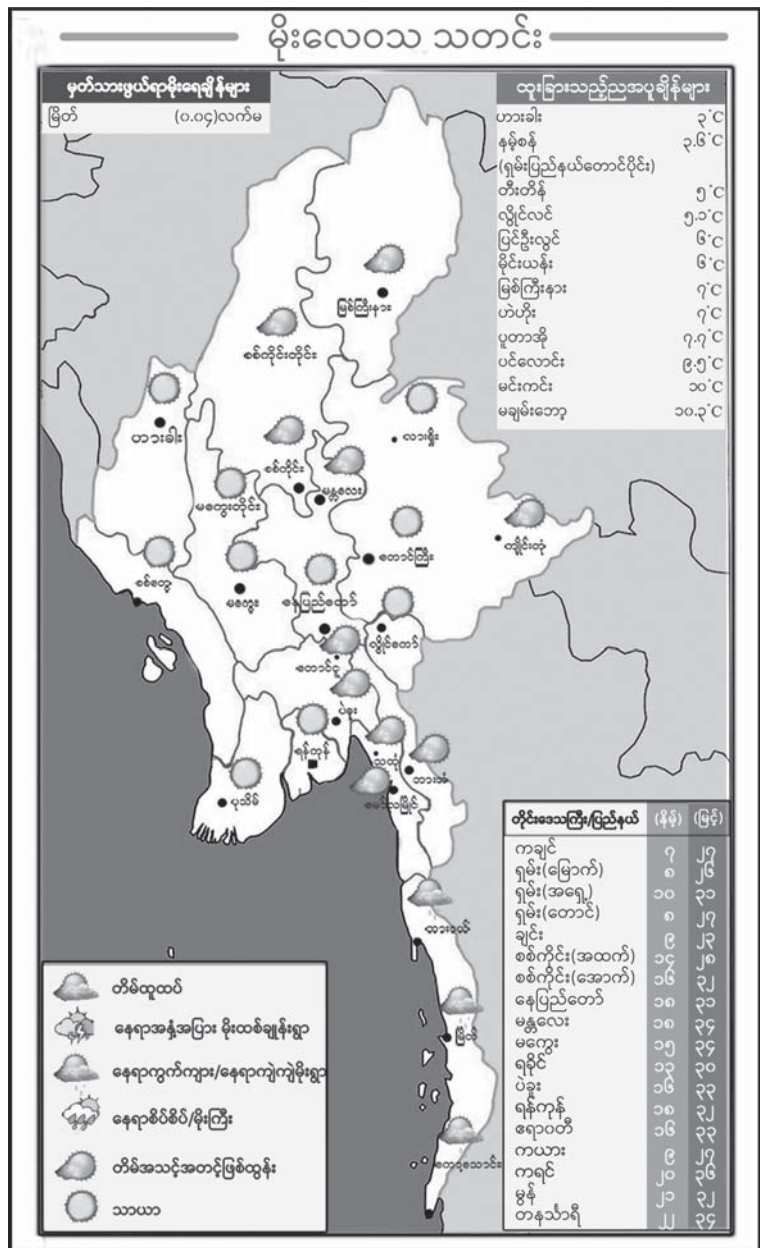 မိုးလေဝသ သတင်း
မှတ်သားဖွယ်ရာမိုးရေချိန်များ
မြိတ် (၀.၀၄)လက်မ
ထူးခြားသည့်ညအပူချိန်များ
ဟားခါး ၃°C
နမ့်စန် ၃.၆°C
(ရှမ်းပြည်နယ်တောင်ပိုင်း)
တီးတိန် ၅°C
လွိုင်လင် ၅.၁°C
ပြင်ဦးလွင် ၆°C
မိုင်းယန်း ၆°C
မြစ်ကြီးနား ၇°C
ဟဲဟိုး ၇°C
ပူတာအို ၇.၇°C
ပင်လောင်း ၉.၅°C
မင်းကင်း ၁၀°C
မချမ်းဘော့ ၁၀.၃°C
မြစ်ကြီးနား
စစ်ကိုင်းတိုင်း
ဟားခါး
လားရှိုး
စစ်ကိုင်း
မန္တလေး
မကွေးတိုင်း
ကျိုင်းတုံ
တောင်ကြီး
စစ်တွေ
မကွေး
နေပြည်တော်
လွိုင်ကော်
တောင်ငူ
ပဲခူး
ရန်ကုန်
သထုံ
ဘားအံ
ပုသိမ်
မော်လမြိုင်
ထားဝယ်
မြိတ်
ကော့သောင်း
တိမ်ထူထပ်
နေရာအနှံ့အပြား မိုးထစ်ချုန်းရွာ
နေရာကွက်ကျား/နေရာကျဲကျဲမိုးရွာ
နေရာစိပ်စိပ်/မိုးကြီး
တိမ်အသင့်အတင့်ဖြစ်ထွန်း
သာယာ
တိုင်းဒေသကြီး/ပြည်နယ် (နိမ့်) (မြင့်)
ကချင် ၇ ၂၇
ရှမ်း(မြောက်) ၈ ၂၆
ရှမ်း(အရှေ့) ၁၀ ၃၁
ရှမ်း(တောင်) ၈ ၂၇
ချင်း ၉ ၂၃
စစ်ကိုင်း(အထက်) ၁၄ ၂၈
စစ်ကိုင်း(အောက်) ၁၆ ၃၂
နေပြည်တော် ၁၈ ၃၁
မန္တလေး ၁၈ ၃၄
မကွေး ၁၅ ၃၄
ရခိုင် ၁၃ ၃၀
ပဲခူး ၁၆ ၃၃
ရန်ကုန် ၁၈ ၃၂
ဧရာဝတီ ၁၆ ၃၃
ကယား ၉ ၂၇
ကရင် ၂၀ ၃၆
မွန် ၂၁ ၃၂
တနင်္သာရီ ၂၂ ၃၄